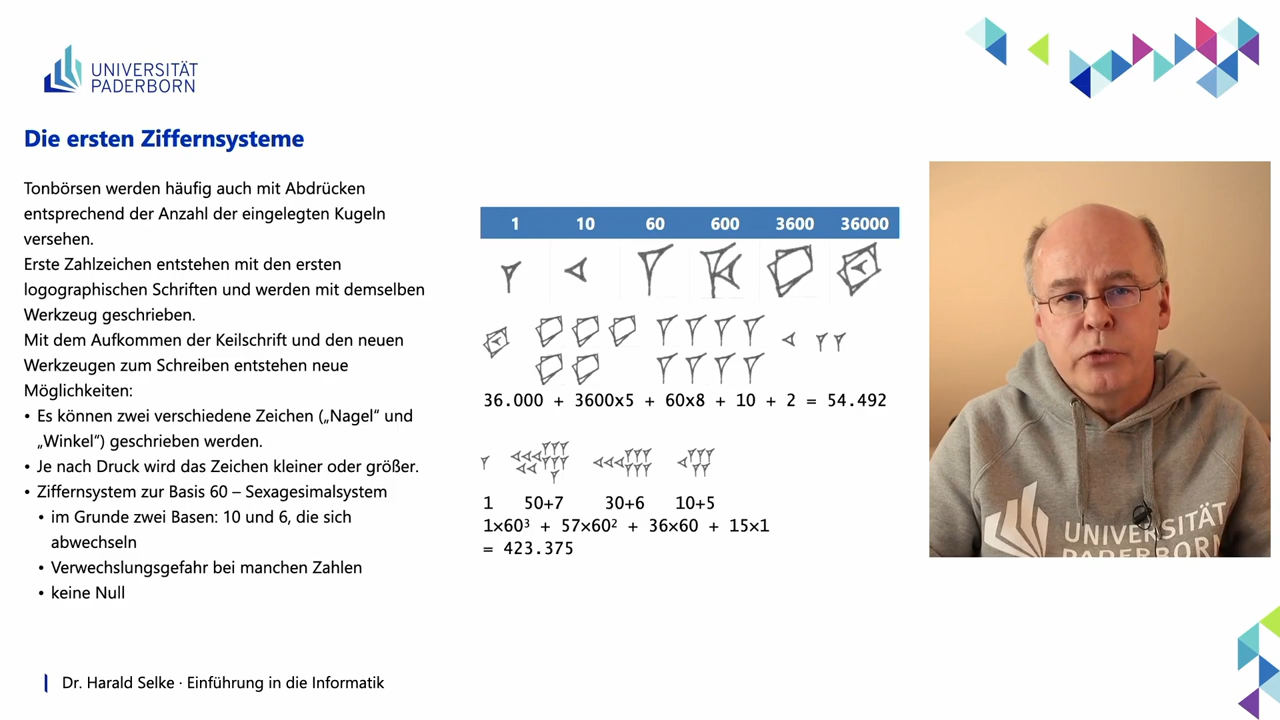 UNIVERSITÄT
PADERBORN
Die ersten Ziffernsysteme
Tonbörsen werden häufig auch mit Abdrücken
entsprechend der Anzahl der eingelegten Kugeln
versehen.
Erste Zahlzeichen entstehen mit den ersten
logographischen Schriften und werden mit demselben
Werkzeug geschrieben.
Mit dem Aufkommen der Keilschrift und den neuen
Werkzeugen zum Schreiben entstehen neue
Möglichkeiten:
• Es können zwei verschiedene Zeichen („Nagel“ und
„Winkel“) geschrieben werden.
• Je nach Druck wird das Zeichen kleiner oder größer.
• Ziffernsystem zur Basis 60 – Sexagesimalsystem
• im Grunde zwei Basen: 10 und 6, die sich
abwechseln
• Verwechslungsgefahr bei manchen Zahlen
• keine Null
1 10 60 600 3600 36000
36.000 + 3600x5 + 60x8 + 10 + 2 = 54.492
1 50+7 30+6 10+5
1×60³ + 57×60² + 36×60 + 15×1
= 423.375
UNIVERSITÄT
PADERBORN
Dr. Harald Selke · Einführung in die Informatik